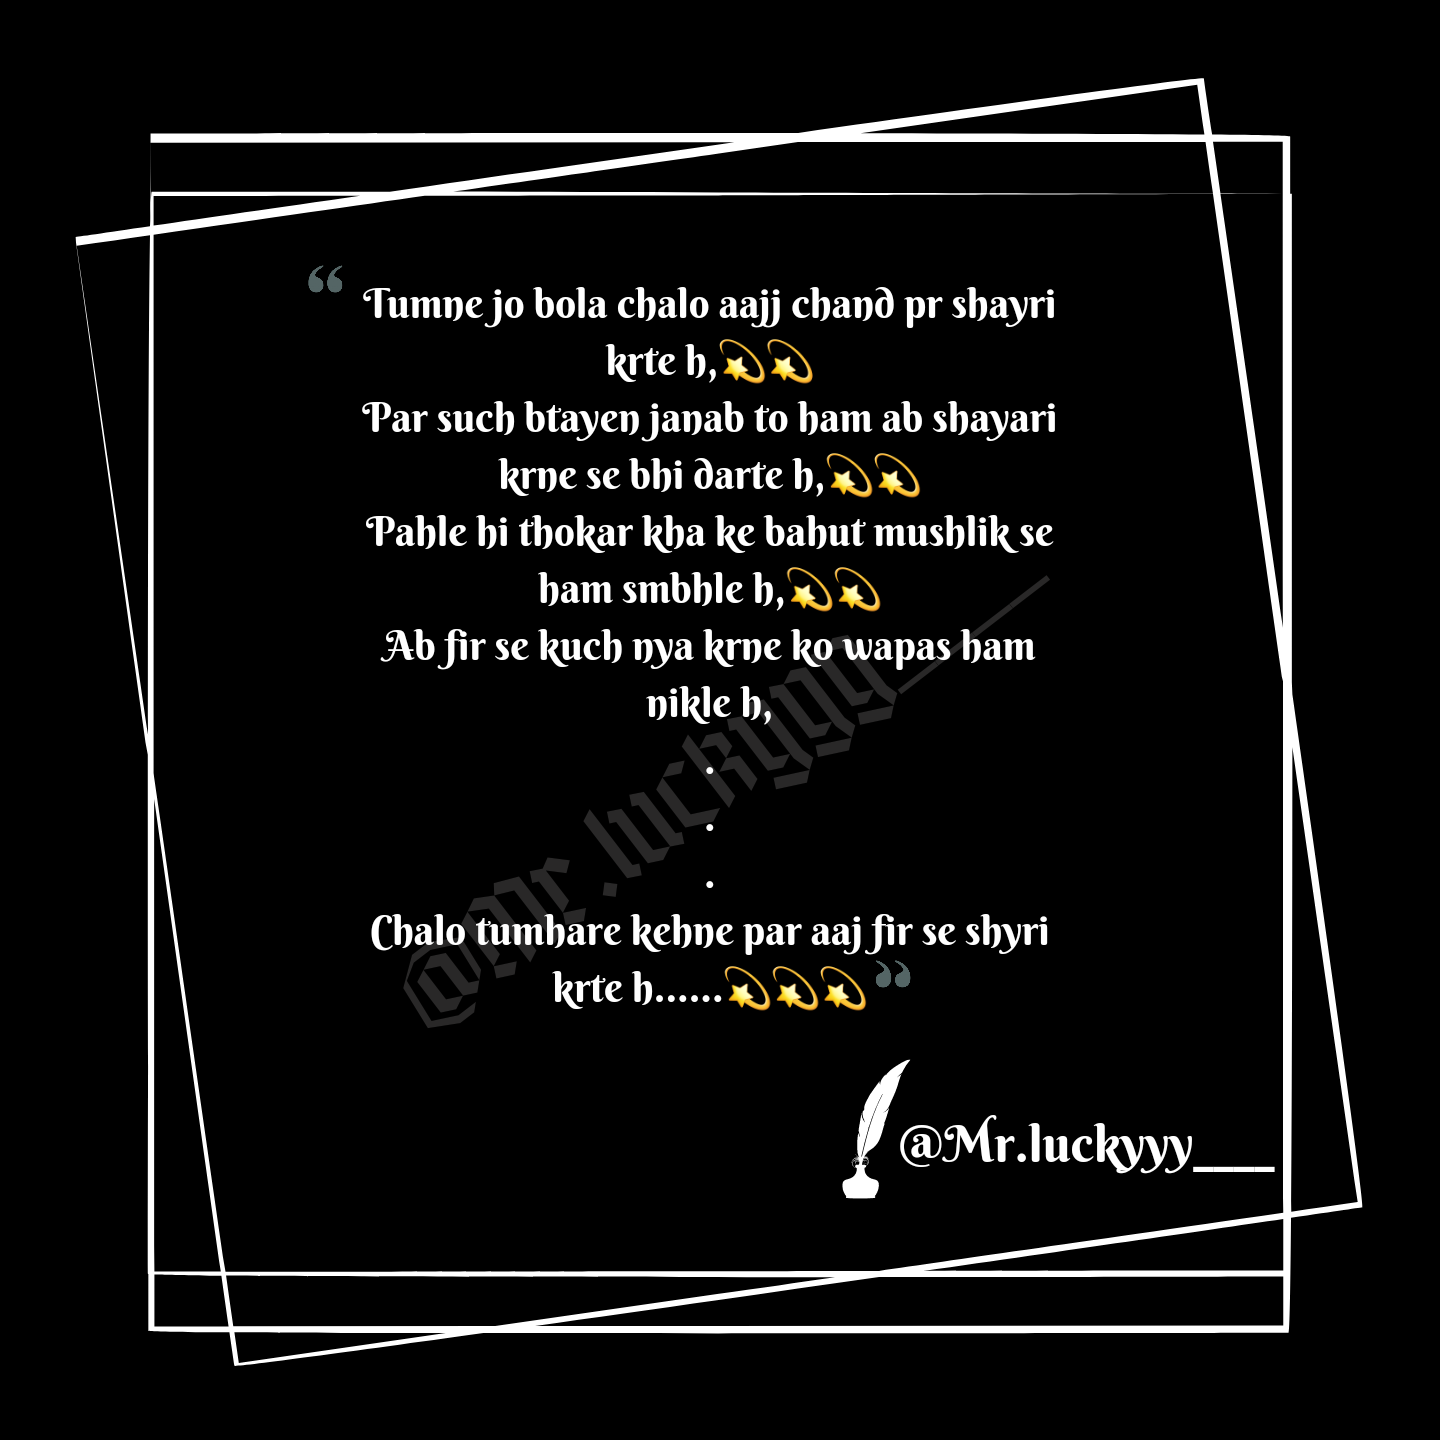 “ Tumne jo bola chalo aajj chand pr shayri
krte h,💫💫
Par such btayen janab to ham ab shayari
krne se bhi darte h,💫💫
Pahle hi thokar kha ke bahut mushlik se
ham smbhle h,💫💫
Ab fir se kuch nya krne ko wapas ham
nikle h,
.
.
.
Chalo tumhare kehne par aaj fir se shyri
krte h......💫💫💫 ”
@mr.luckyyy____
@Mr.luckyyy____